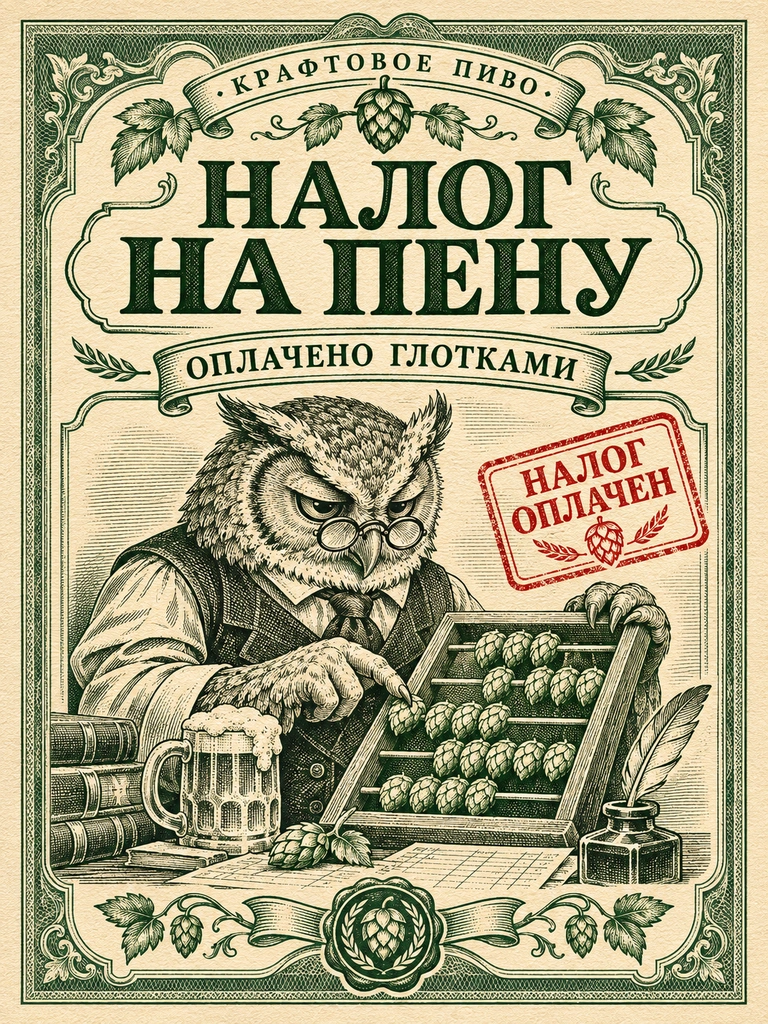 · КРАФТОВОЕ ПИВО ·
НАЛОГ
НА ПЕНУ
ОПЛАЧЕНО ГЛОТКАМИ
НАЛОГ
ОПЛАЧЕН